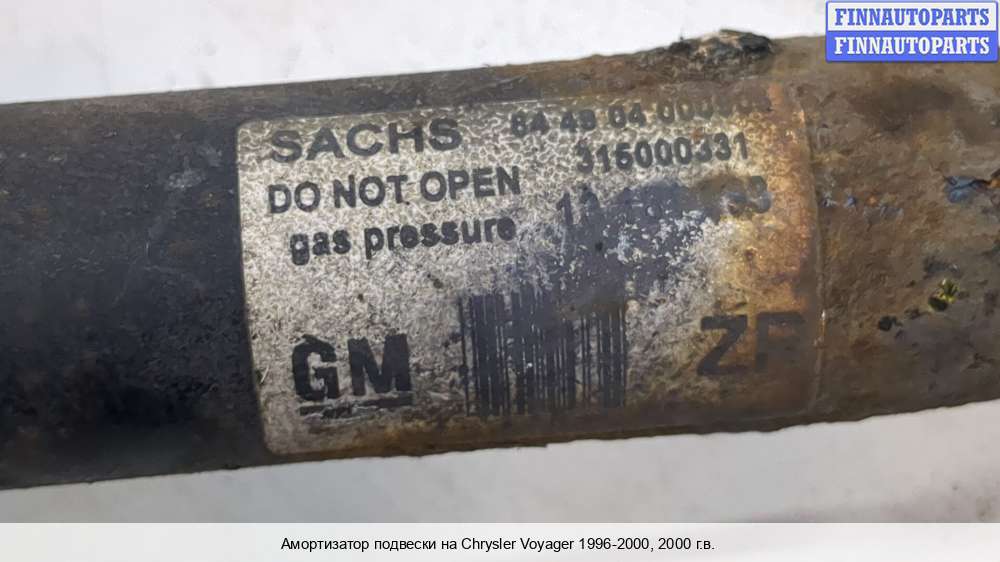 FINNAUTOPARTS
FINNAUTOPARTS
SACHS
DO NOT OPEN 315000331
gas pressure
GM
ZF
Амортизатор подвески на Chrysler Voyager 1996-2000, 2000 г.в.